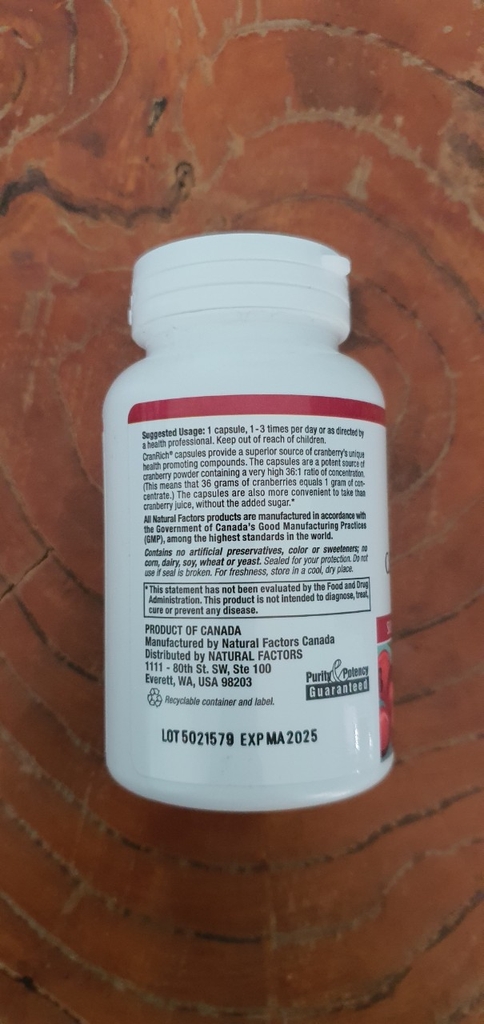 Suggested Usage: 1 capsule, 1-3 times per day or as directed by
a health professional. Keep out of reach of children.
CranRich® capsules provide a superior source of cranberry's unique
health promoting compounds. The capsules are a potent source of
cranberry powder containing a very high 36:1 ratio of concentration.
(This means that 36 grams of cranberries equals 1 gram of con-
centrate.) The capsules are also more convenient to take than
cranberry juice, without the added sugar.*
All Natural Factors products are manufactured in accordance with
the Government of Canada's Good Manufacturing Practices
(GMP), among the highest standards in the world.
Contains no artificial preservatives, color or sweeteners; no
corn, dairy, soy, wheat or yeast. Sealed for your protection. Do not
use if seal is broken. For freshness, store in a cool, dry place.
*This statement has not been evaluated by the Food and Drug
Administration. This product is not intended to diagnose, treat,
cure or prevent any disease.
PRODUCT OF CANADA
Manufactured by Natural Factors Canada
Distributed by NATURAL FACTORS
1111 - 80th St. SW, Ste 100
Everett, WA, USA 98203
Purity & Potency
Guaranteed
Recyclable container and label.
LOT 5021579 EXP MA 2025